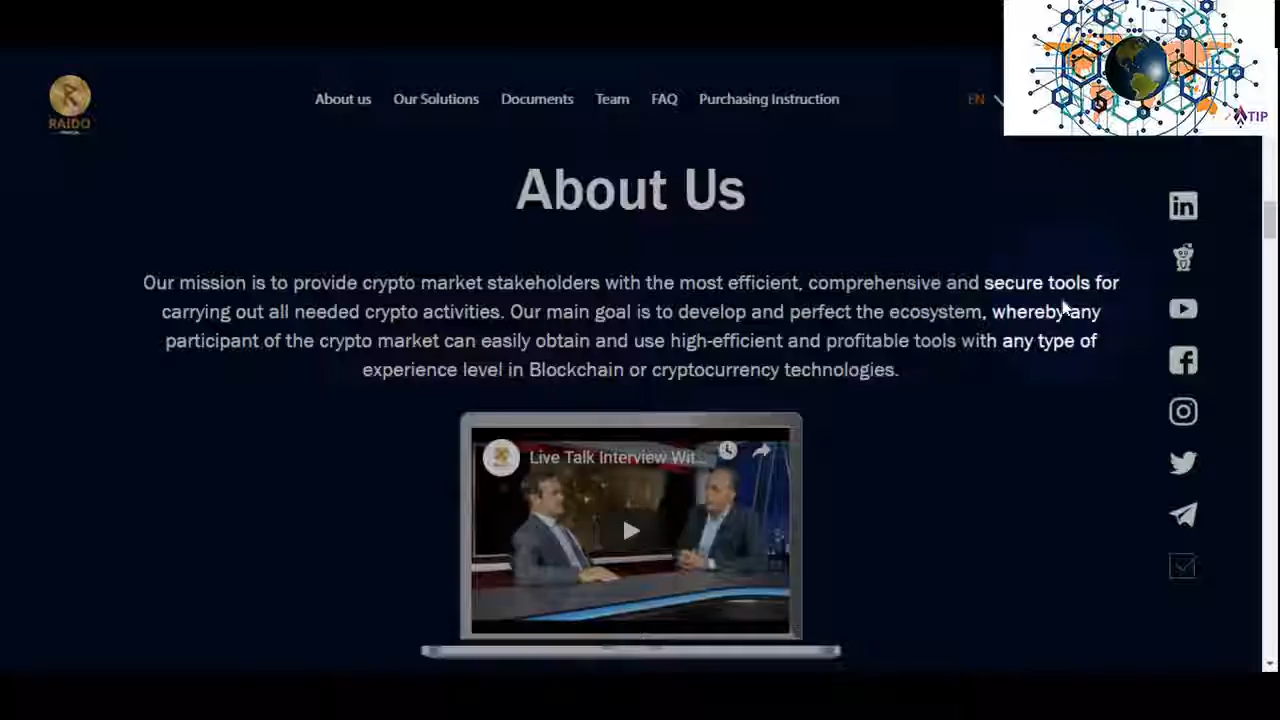 TIP
RAIDO
About us
Our Solutions
Documents
Team
FAQ
Purchasing Instruction
EN
About Us
Our mission is to provide crypto market stakeholders with the most efficient, comprehensive and secure tools for
carrying out all needed crypto activities. Our main goal is to develop and perfect the ecosystem, whereby any
participant of the crypto market can easily obtain and use high-efficient and profitable tools with any type of
experience level in Blockchain or cryptocurrency technologies.
Live Talk Interview Wit...
in